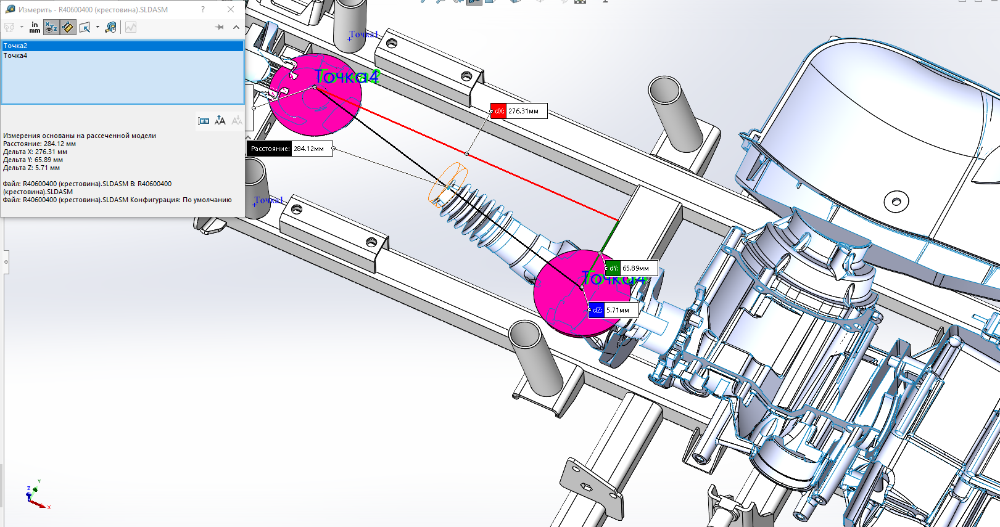 Измерить - R40600400 (крестовина).SLDASM
?
in
mm
Точка2
Точка4
Измерения основаны на рассеченной модели
Расстояние: 284.12 мм
Дельта X: 276.31 мм
Дельта Y: 65.89 мм
Дельта Z: 5.71 мм
Файл: R40600400 (крестовина).SLDASM В: R40600400
(крестовина).SLDASM
Файл: R40600400 (крестовина).SLDASM Конфигурация: По умолчанию
Точка1
Точка4
dX: 276.31мм
Расстояние: 284.12мм
Точка1
dY: 65.89мм
Точка4
dZ: 5.71мм
Y
Z
X